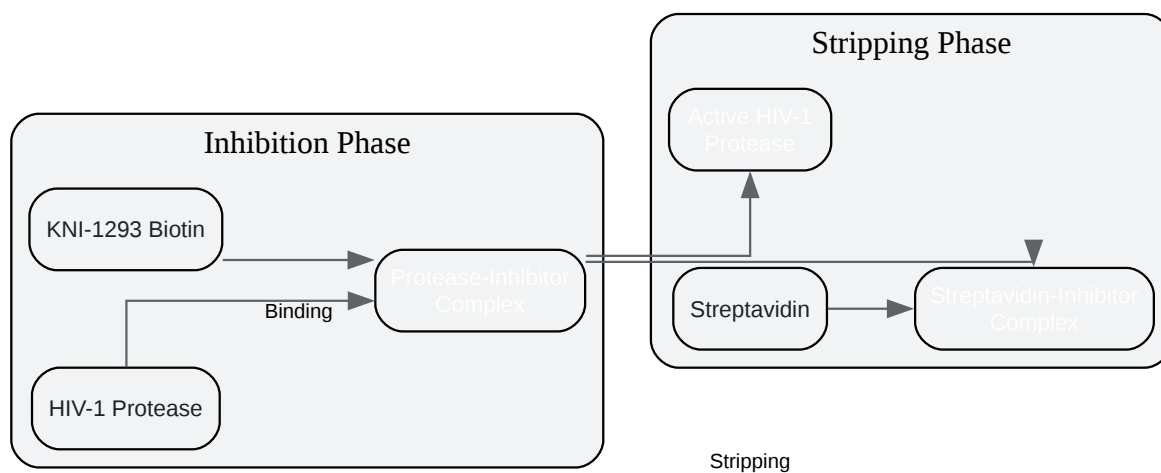 Inhibition Phase
KNI-1293 Biotin
HIV-1 Protease
Binding
Protease-Inhibitor
Complex
Stripping Phase
Active HIV-1
Protease
Streptavidin
Streptavidin-Inhibitor
Complex
Stripping